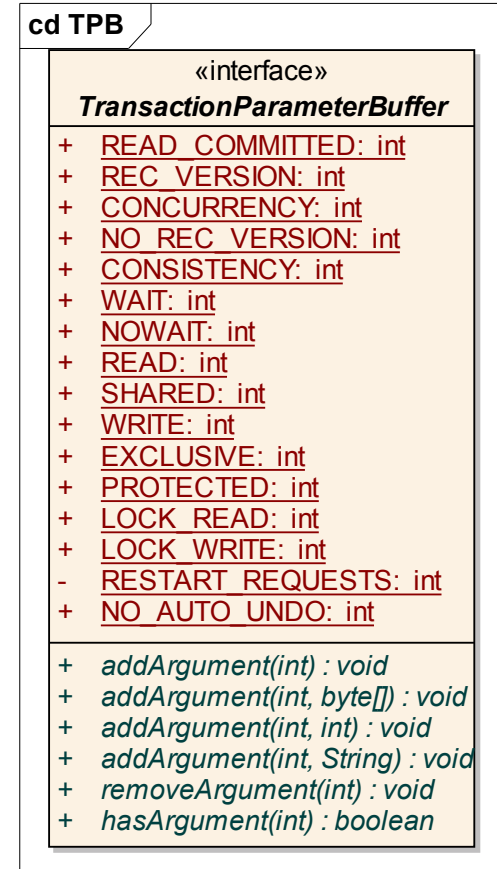 cd TPB
«interface»
TransactionParameterBuffer
+ READ_COMMITTED: int
+ REC_VERSION: int
+ CONCURRENCY: int
+ NO_REC_VERSION: int
+ CONSISTENCY: int
+ WAIT: int
+ NOWAIT: int
+ READ: int
+ SHARED: int
+ WRITE: int
+ EXCLUSIVE: int
+ PROTECTED: int
+ LOCK_READ: int
+ LOCK_WRITE: int
- RESTART_REQUESTS: int
+ NO_AUTO_UNDO: int
+ addArgument(int) : void
+ addArgument(int, byte[]) : void
+ addArgument(int, int) : void
+ addArgument(int, String) : void
+ removeArgument(int) : void
+ hasArgument(int) : boolean